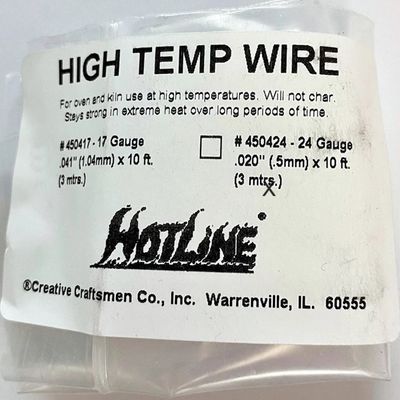 HIGH TEMP WIRE
For oven and kiln use at high temperatures. Will not char.
Stays strong in extreme heat over long periods of time.
# 450417 - 17 Gauge
.041" (1.04mm) x 10 ft.
(3 mtrs.)
# 450424 - 24 Gauge
.020" (.5mm) x 10 ft.
(3 mtrs.)
X
HOTLINE®
®Creative Craftsmen Co., Inc. Warrenville, IL. 60555